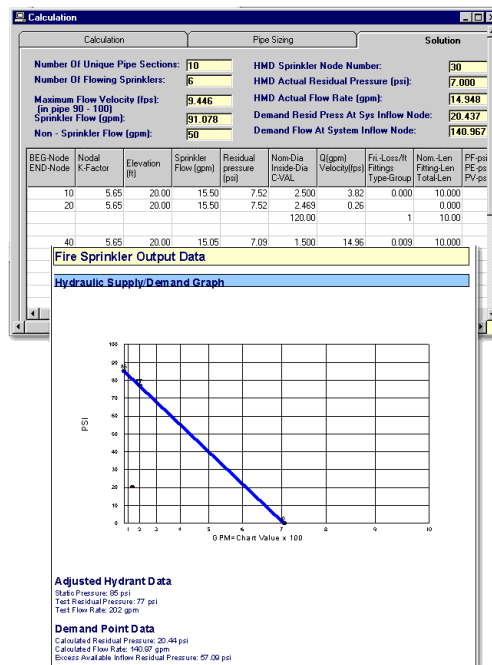 Calculation
Calculation
Pipe Sizing
Solution
Number Of Unique Pipe Sections: 10
Number Of Flowing Sprinklers: 6
Maximum Flow Velocity (fps): 9.446
(in pipe 90 - 100)
Sprinkler Flow (gpm): 91.078
Non - Sprinkler Flow (gpm): 50
HMD Sprinkler Node Number: 30
HMD Actual Residual Pressure (psi): 7.000
HMD Actual Flow Rate (gpm): 14.948
Demand Resid Press At Sys Inflow Node: 20.437
Demand Flow At System Inflow Node: 140.967
BEG-Node Nodal Elevation Sprinkler Residual Nom-Dia Q(gpm) Fri.-Loss/ft Nom.-Len PF-psi
END-Node K-Factor (ft) Flow (gpm) pressure Inside-Dia Velocity(fps) Fittings Fitting-Len PE-ps
(psi) C-VAL Type-Group Total-Len PV-ps
10 5.65 20.00 15.50 7.52 2.500 3.82 0.000 10.000
20 5.65 20.00 15.50 7.52 2.469 0.26 0.000
120.00 1 10.00
40 5.65 20.00 15.05 7.09 1.500 14.96 0.009 10.000
Fire Sprinkler Output Data
Hydraulic Supply/Demand Graph
100
90
80
70
60
50
40
30
20
10
0
PSI
1 2 3 4 5 6 7 8 9 10
GPM=Chart Value x 100
Adjusted Hydrant Data
Static Pressure: 85 psi
Test Residual Pressure: 77 psi
Test Flow Rate: 202 gpm
Demand Point Data
Calculated Residual Pressure: 20.44 psi
Calculated Flow Rate: 140.97 gpm
Excess Available Inflow Residual Pressure: 57.09 psi